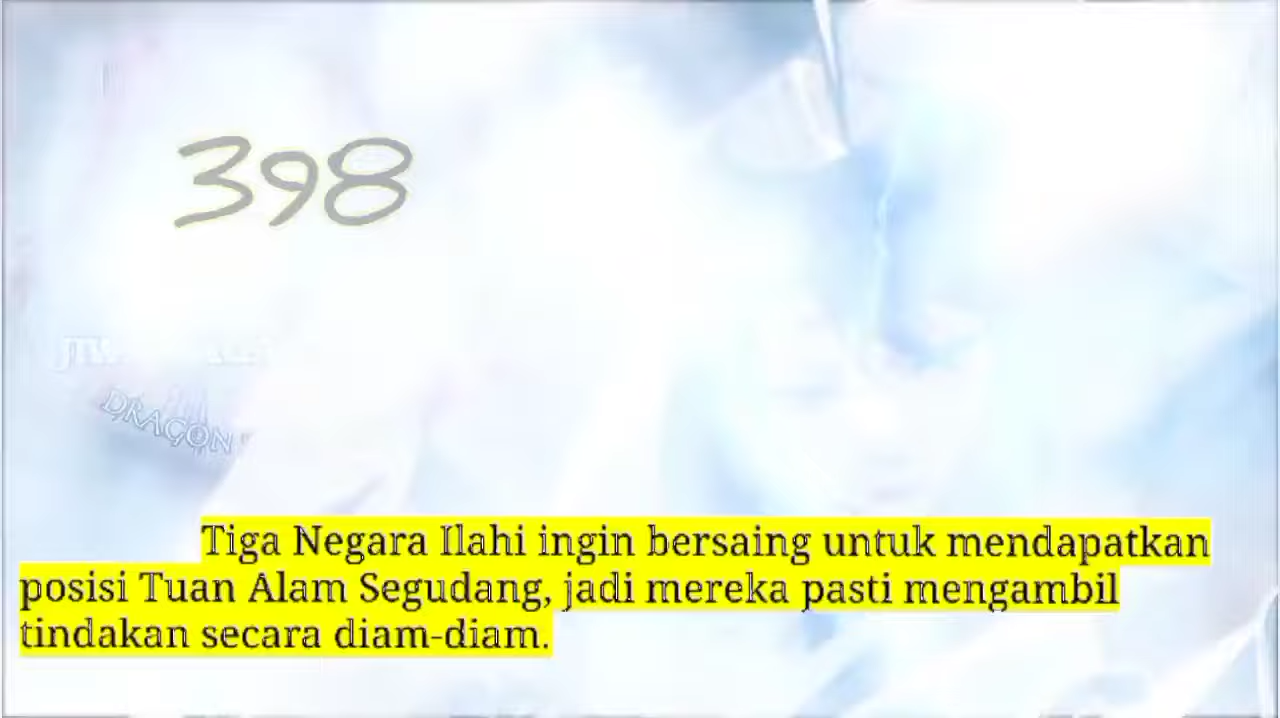 398
DRAGON
Tiga Negara Ilahi ingin bersaing untuk mendapatkan
posisi Tuan Alam Segudang, jadi mereka pasti mengambil
tindakan secara diam-diam.